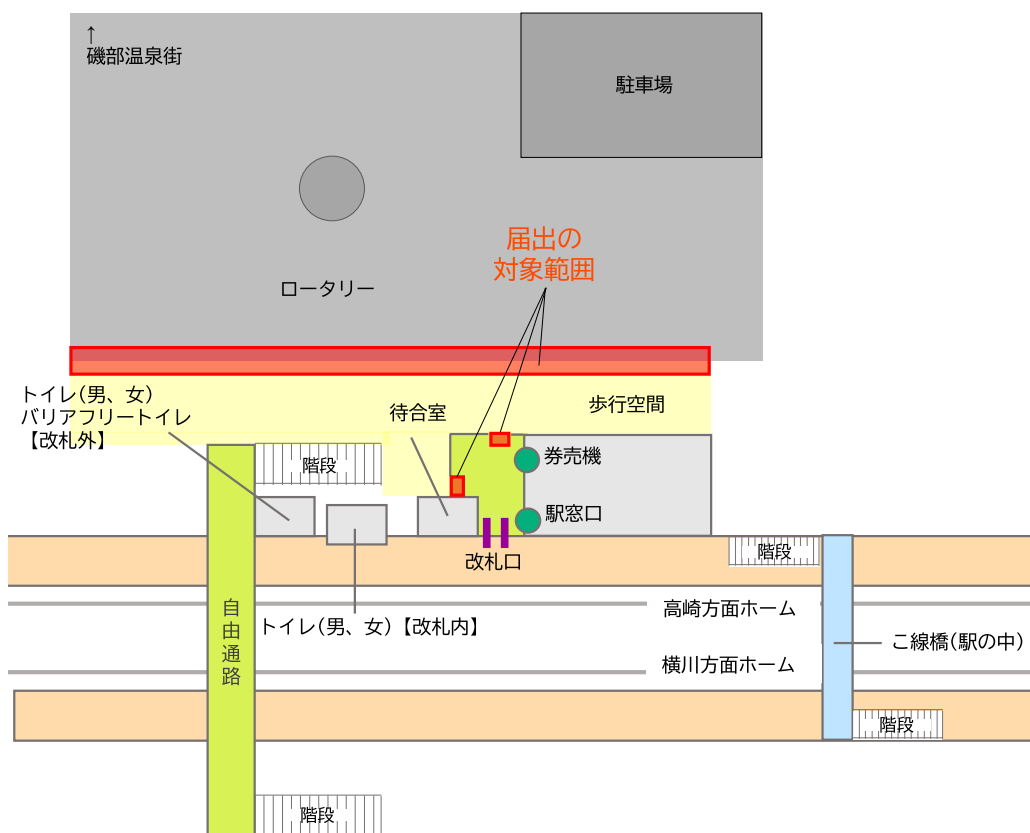 ↑
磯部温泉街
駐車場
届出の
対象範囲
ロータリー
トイレ(男、女)
バリアフリートイレ
【改札外】
待合室
歩行空間
階段
券売機
駅窓口
改札口
階段
自由通路
トイレ(男、女)【改札内】
高崎方面ホーム
こ線橋(駅の中)
横川方面ホーム
階段
階段